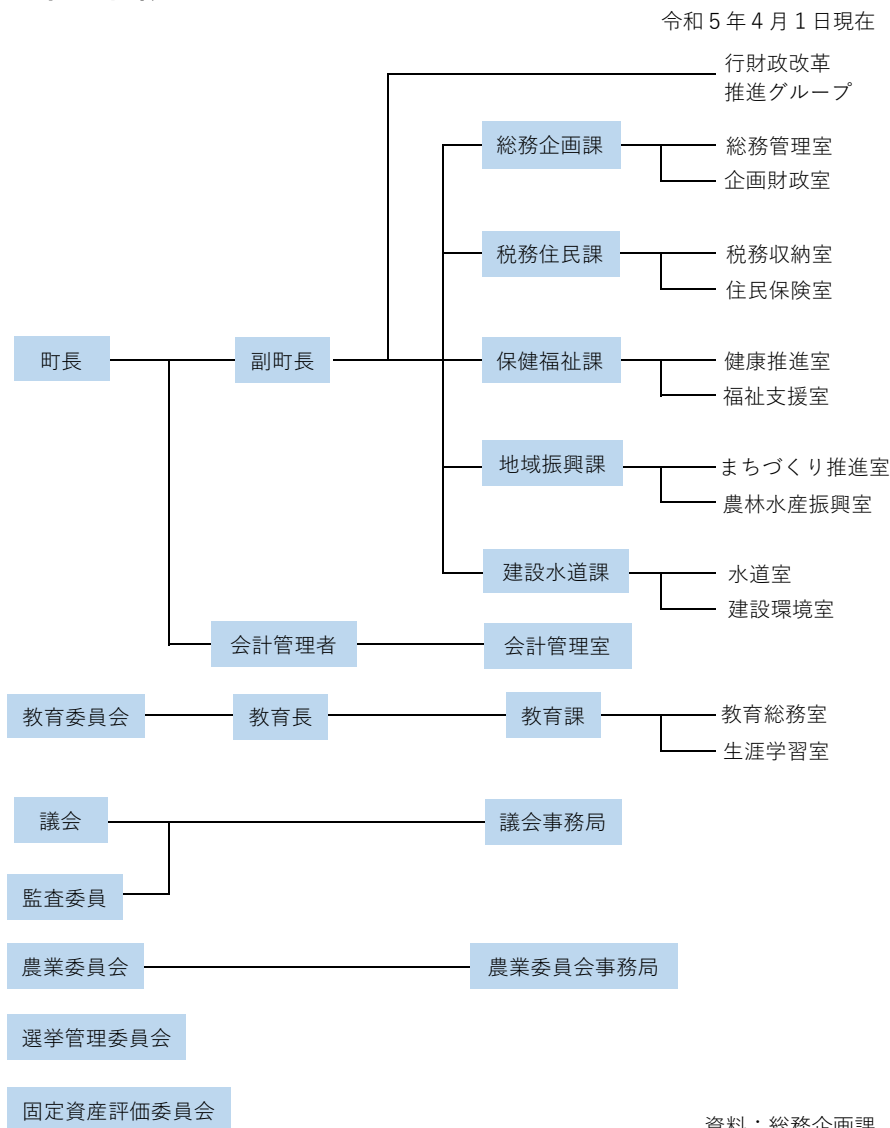 令和５年４月１日現在
行財政改革
推進グループ
総務企画課
総務管理室
企画財政室
税務住民課
税務収納室
住民保険室
町長
副町長
保健福祉課
健康推進室
福祉支援室
地域振興課
まちづくり推進室
農林水産振興室
建設水道課
水道室
建設環境室
会計管理者
会計管理室
教育委員会
教育長
教育課
教育総務室
生涯学習室
議会
議会事務局
監査委員
農業委員会
農業委員会事務局
選挙管理委員会
固定資産評価委員会
資料：総務企画課